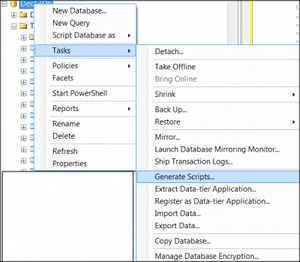 New Database...
New Query
Script Database as
Tasks
Policies
Facets
Start PowerShell
Reports
Rename
Delete
Refresh
Properties
Detach...
Take Offline
Bring Online
Shrink
Back Up...
Restore
Mirror...
Launch Database Mirroring Monitor...
Ship Transaction Logs...
Generate Scripts...
Extract Data-tier Application...
Register as Data-tier Application...
Import Data...
Export Data...
Copy Database...
Manage Database Encryption...